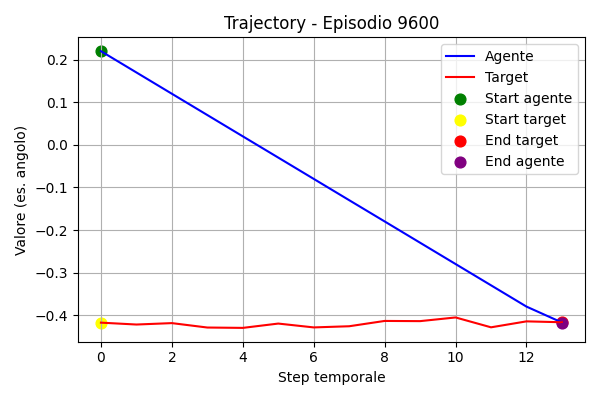 Trajectory - Episodio 9600
Agente
Target
Start agente
Start target
End target
End agente
Valore (es. angolo)
0.2
0.1
0.0
−0.1
−0.2
−0.3
−0.4
0 2 4 6 8 10 12
Step temporale